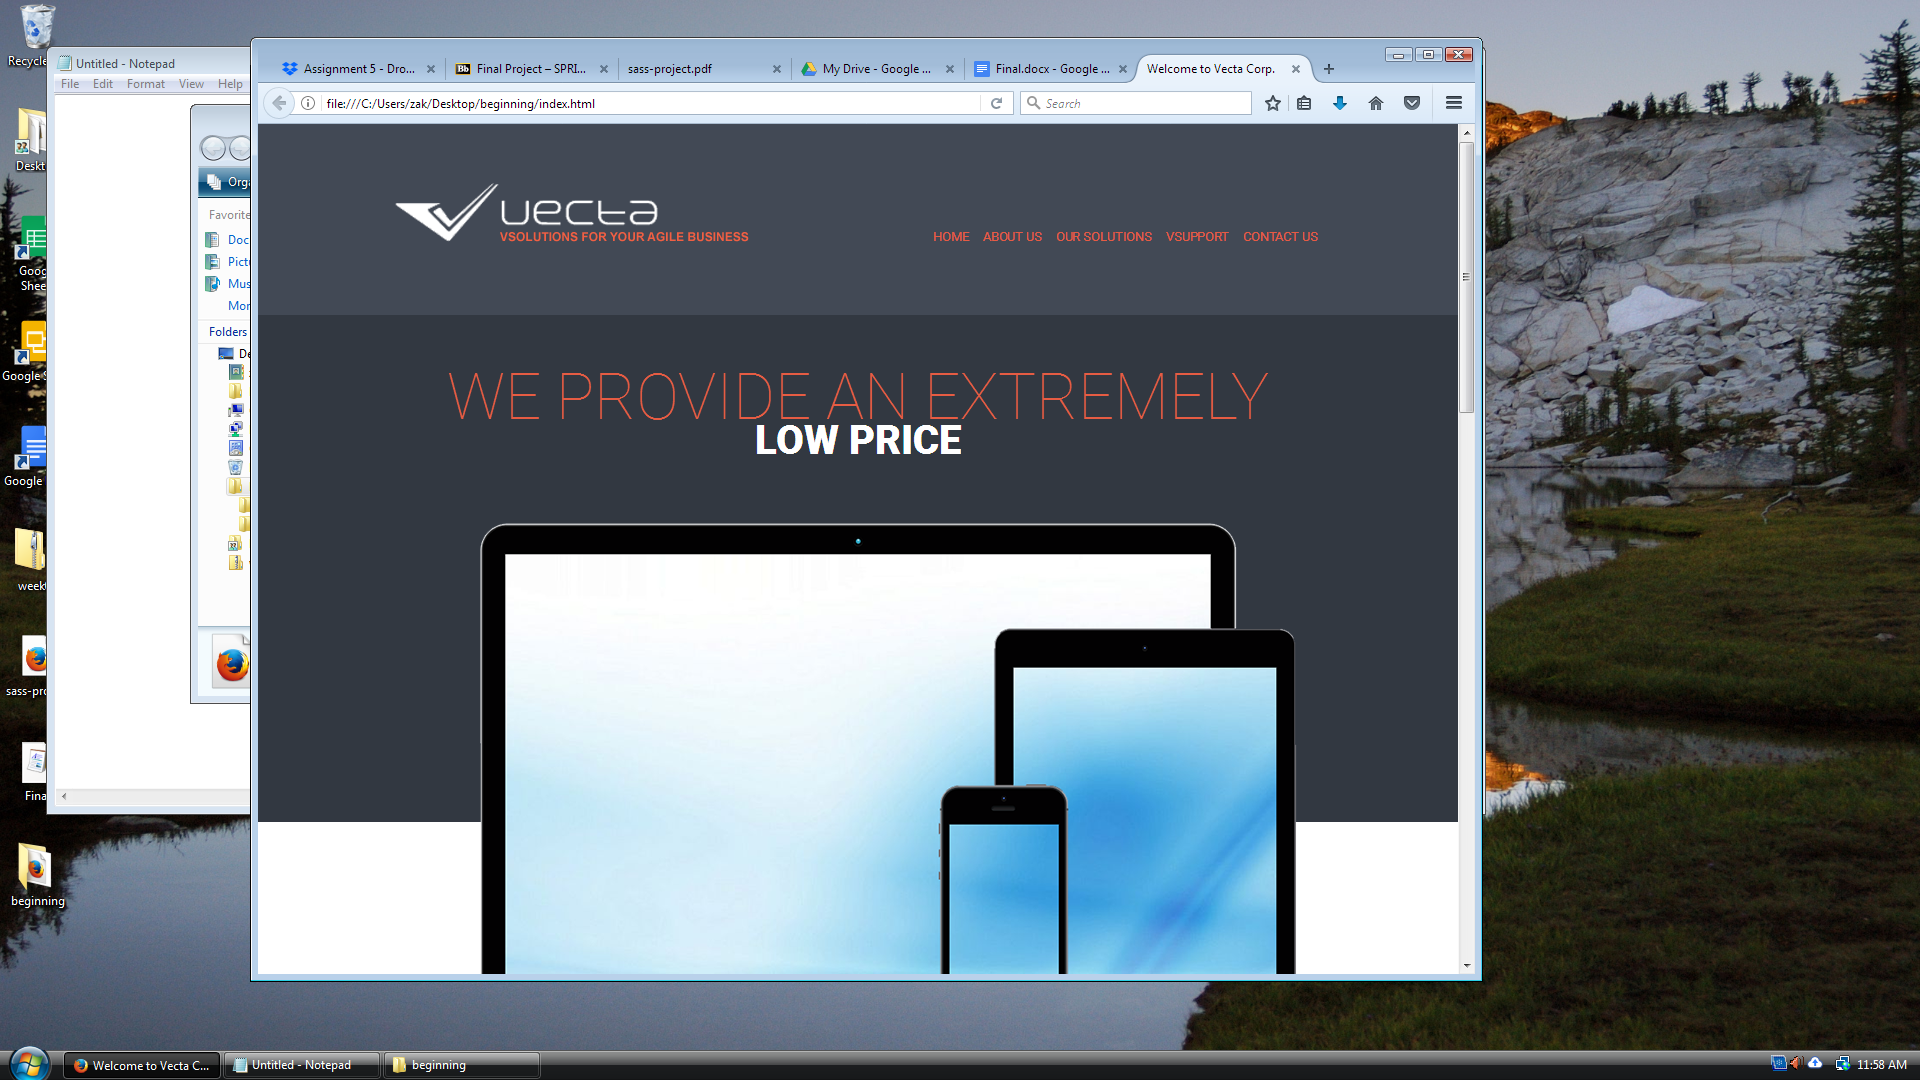 Recycle
Untitled - Notepad
File Edit Format View Help
Assignment 5 - Dro...
Final Project – SPRI...
sass-project.pdf
My Drive - Google ...
Final.docx - Google ...
Welcome to Vecta Corp.
file:///C:/Users/zak/Desktop/beginning/index.html
Search
Deskt
Orga
Favorite
Doc
Pict
Mus
Mor
Folders
De
Goog
Shee
Google S
Google
week
sass-pro
Fina
beginning
vecta
VSOLUTIONS FOR YOUR AGILE BUSINESS
HOME ABOUT US OUR SOLUTIONS VSUPPORT CONTACT US
WE PROVIDE AN EXTREMELY
LOW PRICE
Welcome to Vecta C...
Untitled - Notepad
beginning
11:58 AM